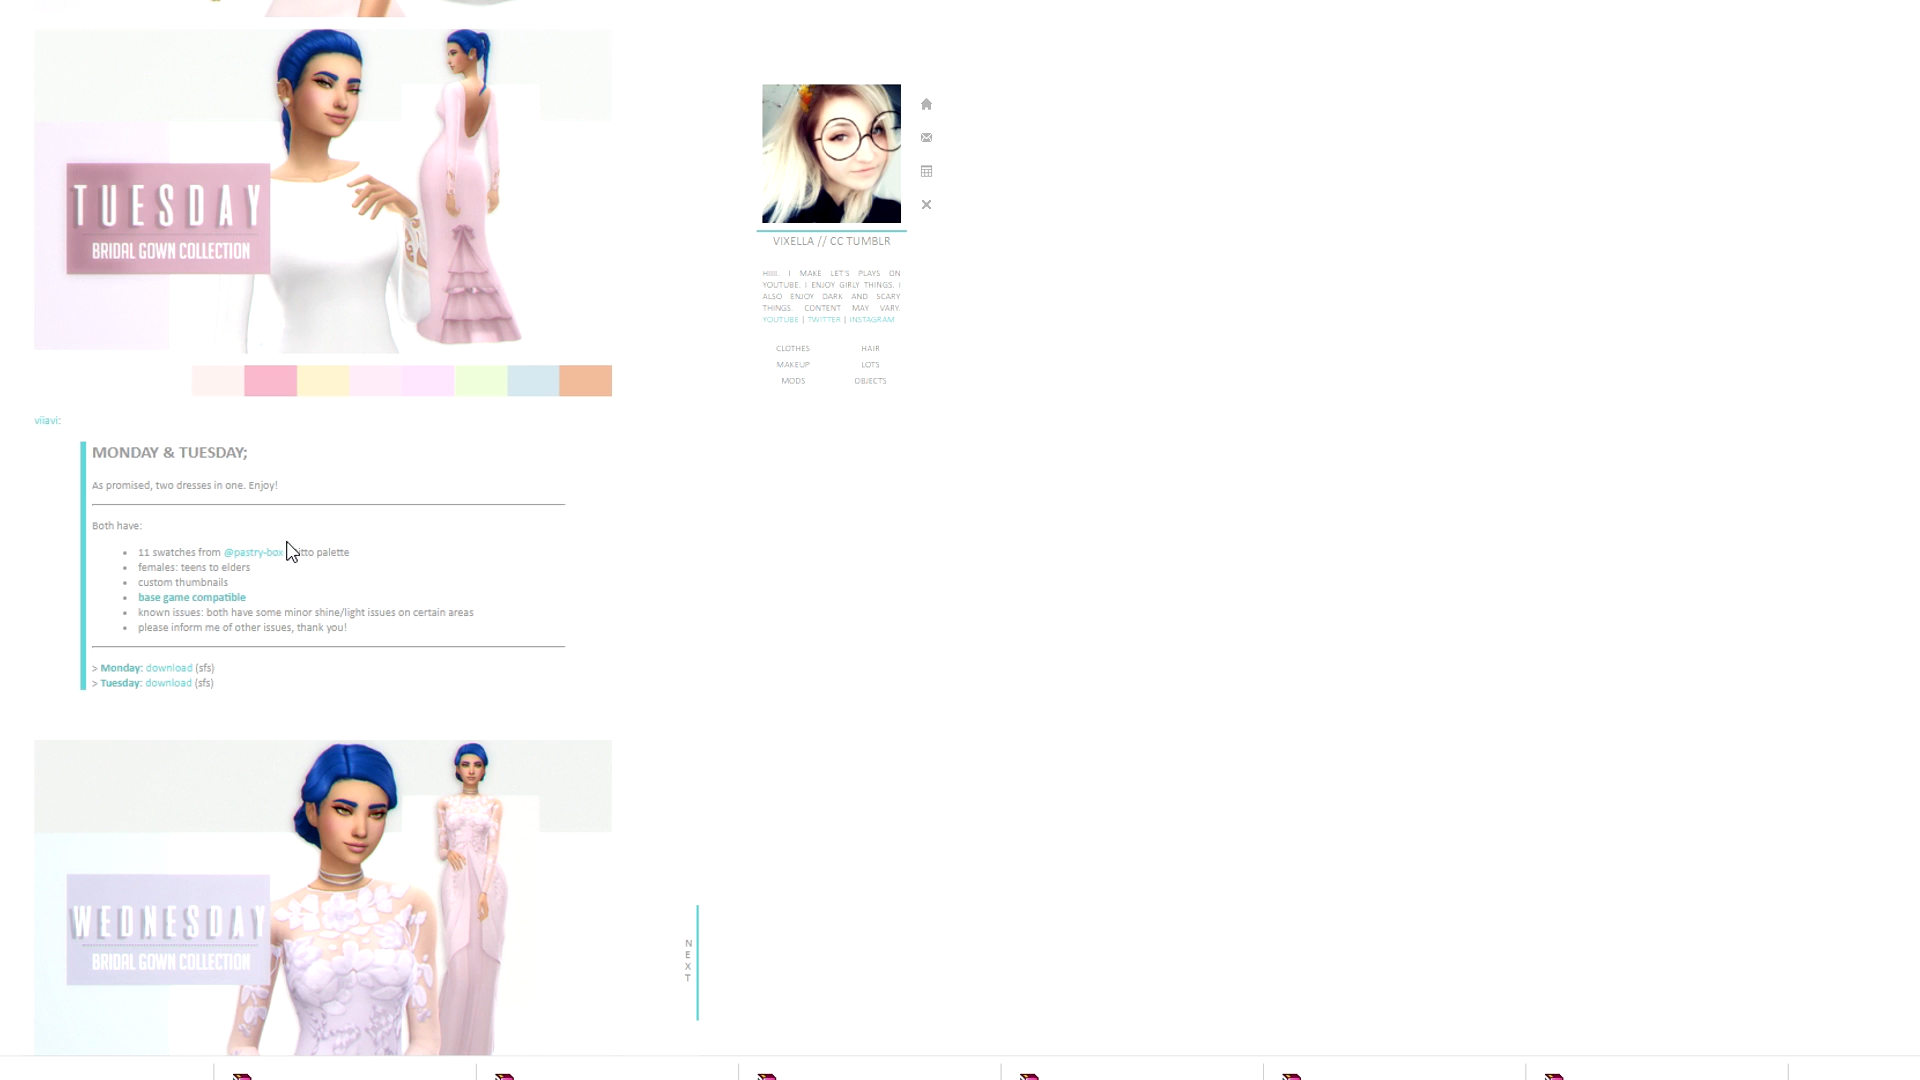 TUESDAY
BRIDAL GOWN COLLECTION
viiavi:
MONDAY & TUESDAY;
As promised, two dresses in one. Enjoy!
Both have:
11 swatches from @pastry-box itto palette
females: teens to elders
custom thumbnails
base game compatible
known issues: both have some minor shine/light issues on certain areas
please inform me of other issues, thank you!
> Monday: download (sfs)
> Tuesday: download (sfs)
WEDNESDAY
BRIDAL GOWN COLLECTION
NEXT
VIXELLA // CC TUMBLR
HIIII. I MAKE LET'S PLAYS ON
YOUTUBE. I ENJOY GIRLY THINGS. I
ALSO ENJOY DARK AND SCARY
THINGS. CONTENT MAY VARY.
YOUTUBE | TWITTER | INSTAGRAM
CLOTHES HAIR
MAKEUP LOTS
MODS OBJECTS